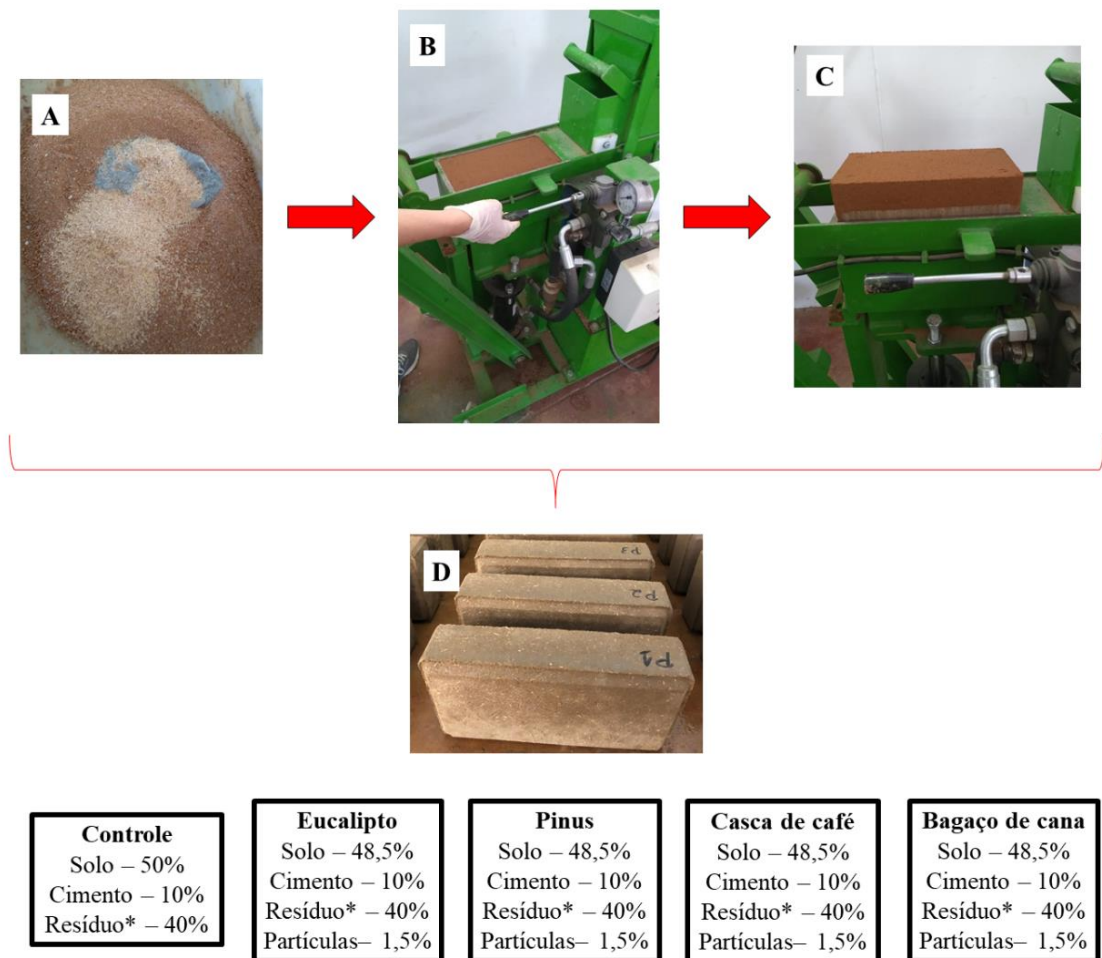 A
B
C
D
P3
P2
P1
Controle
Solo – 50%
Cimento – 10%
Resíduo* – 40%
Eucalipto
Solo – 48,5%
Cimento – 10%
Resíduo* – 40%
Partículas– 1,5%
Pinus
Solo – 48,5%
Cimento – 10%
Resíduo* – 40%
Partículas– 1,5%
Casca de café
Solo – 48,5%
Cimento – 10%
Resíduo* – 40%
Partículas– 1,5%
Bagaço de cana
Solo – 48,5%
Cimento – 10%
Resíduo* – 40%
Partículas– 1,5%